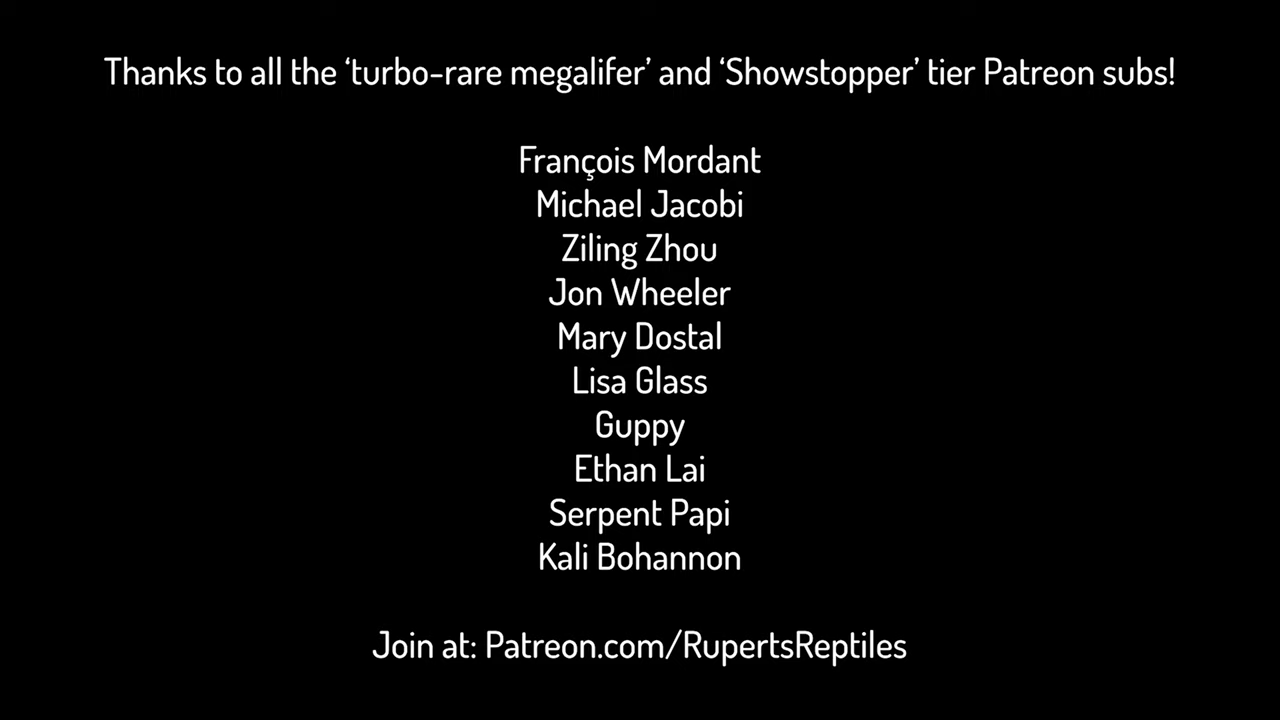 Thanks to all the ‘turbo-rare megalifer’ and ‘Showstopper’ tier Patreon subs!
François Mordant
Michael Jacobi
Ziling Zhou
Jon Wheeler
Mary Dostal
Lisa Glass
Guppy
Ethan Lai
Serpent Papi
Kali Bohannon
Join at: Patreon.com/RupertsReptiles